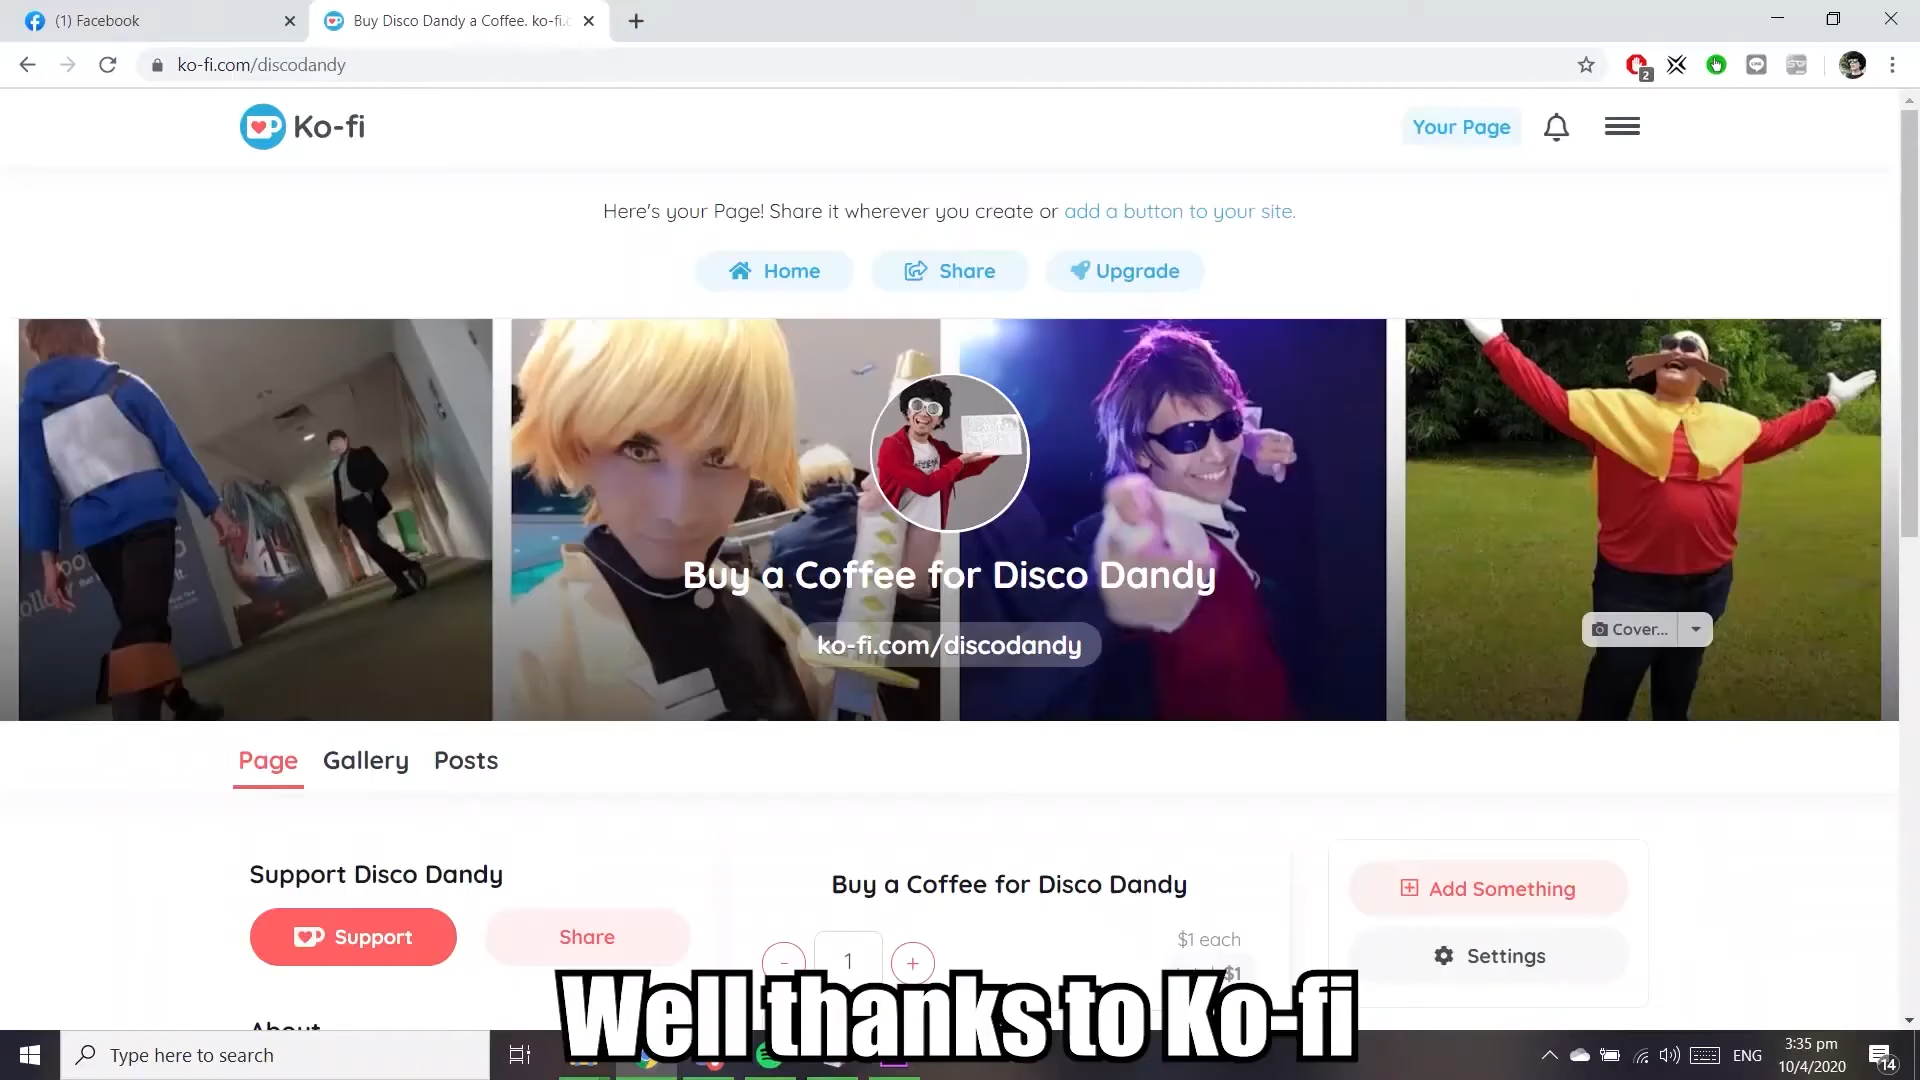 (1) Facebook
Buy Disco Dandy a Coffee. ko-fi.c
ko-fi.com/discodandy
2
Ko-fi
Your Page
Here's your Page! Share it wherever you create or add a button to your site.
Home
Share
Upgrade
Buy a Coffee for Disco Dandy
ko-fi.com/discodandy
Cover...
Page
Gallery
Posts
Support Disco Dandy
Buy a Coffee for Disco Dandy
Add Something
Support
Share
- 1 +
$1 each
$1
Settings
About
Well thanks to Ko-fi
Type here to search
ENG
3:35 pm
10/4/2020
14